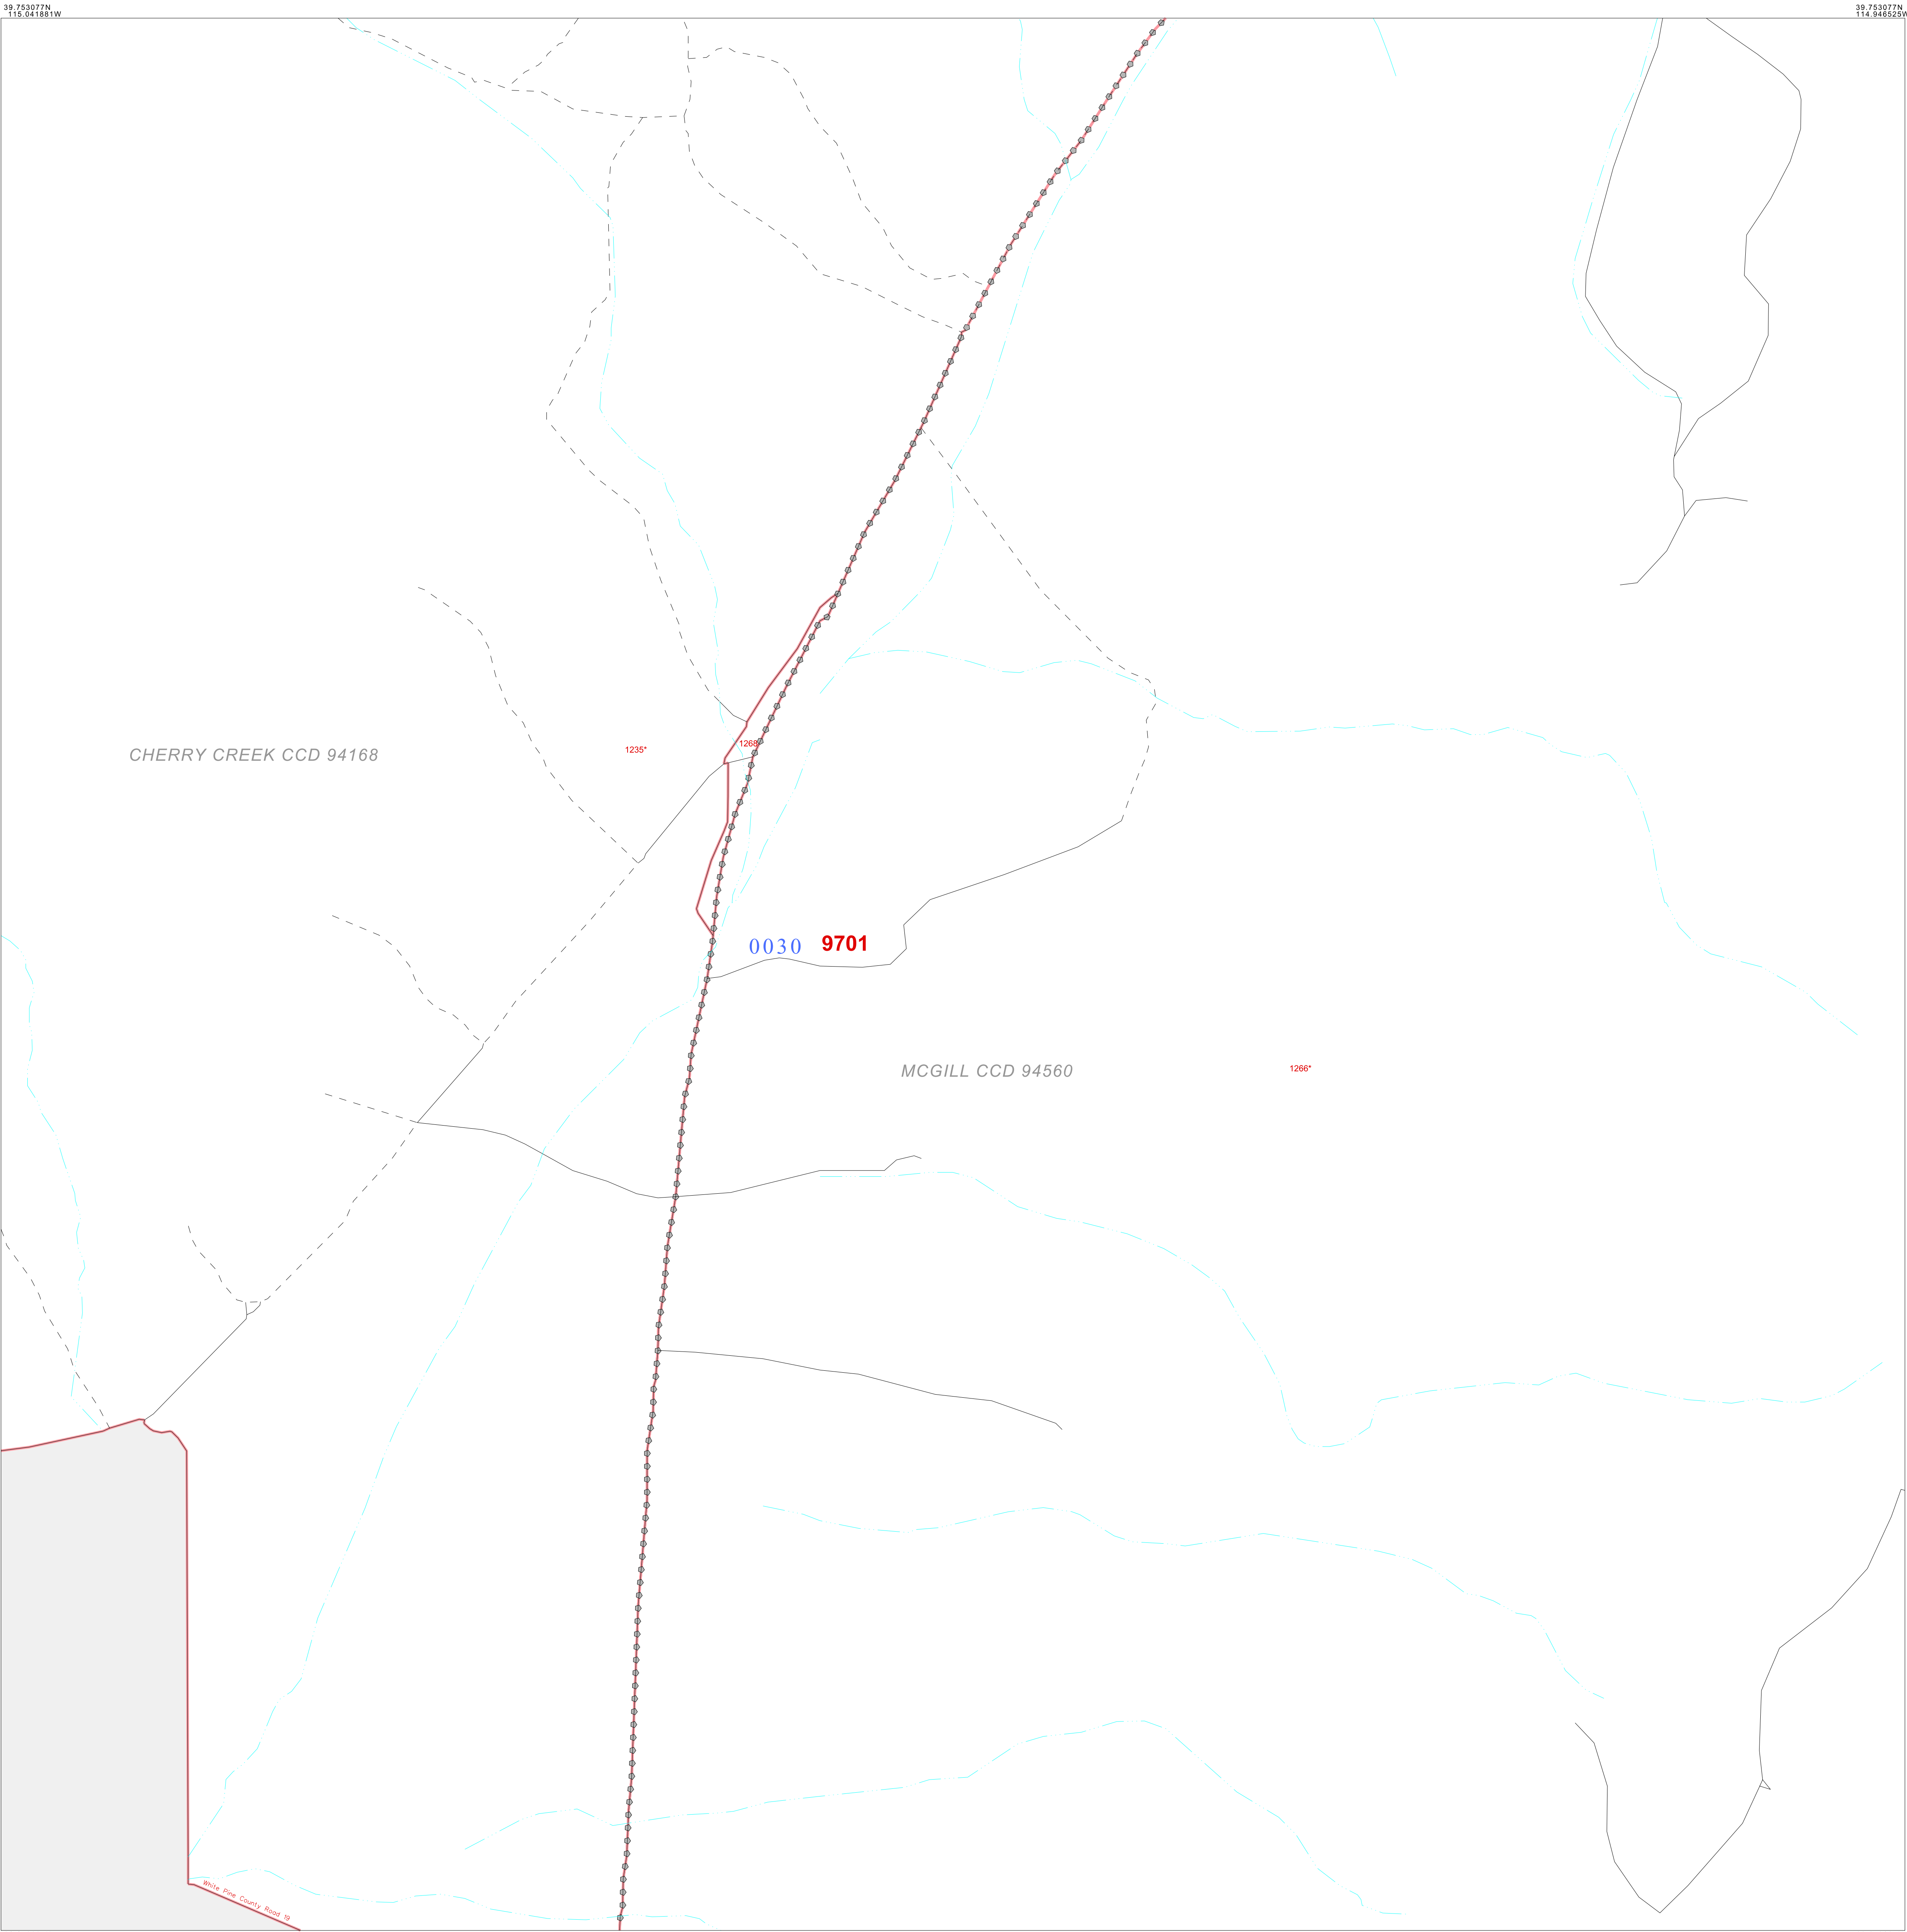 39.753077N
115.041881W
39.753077N
114.946525W
CHERRY CREEK CCD 94168
1235*
1268
0030
9701
MCGILL CCD 94560
1266*
White Pine County Road 19